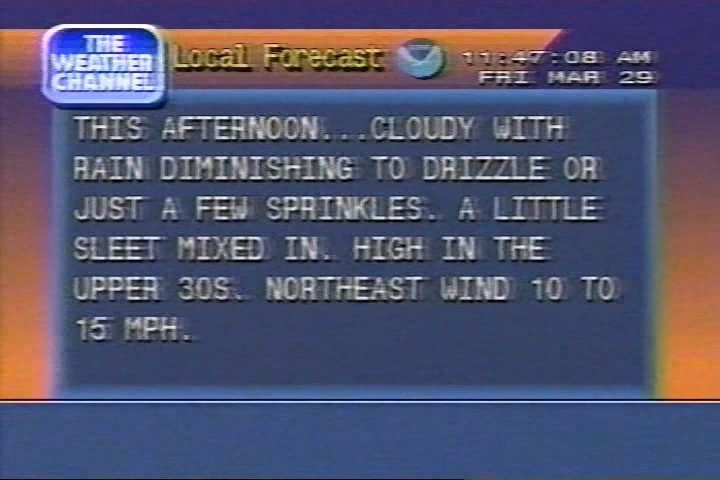 THE
WEATHER
CHANNEL
Local Forecast
11:47:08 AM
FRI MAR 29
THIS AFTERNOON...CLOUDY WITH
RAIN DIMINISHING TO DRIZZLE OR
JUST A FEW SPRINKLES. A LITTLE
SLEET MIXED IN. HIGH IN THE
UPPER 30S. NORTHEAST WIND 10 TO
15 MPH.